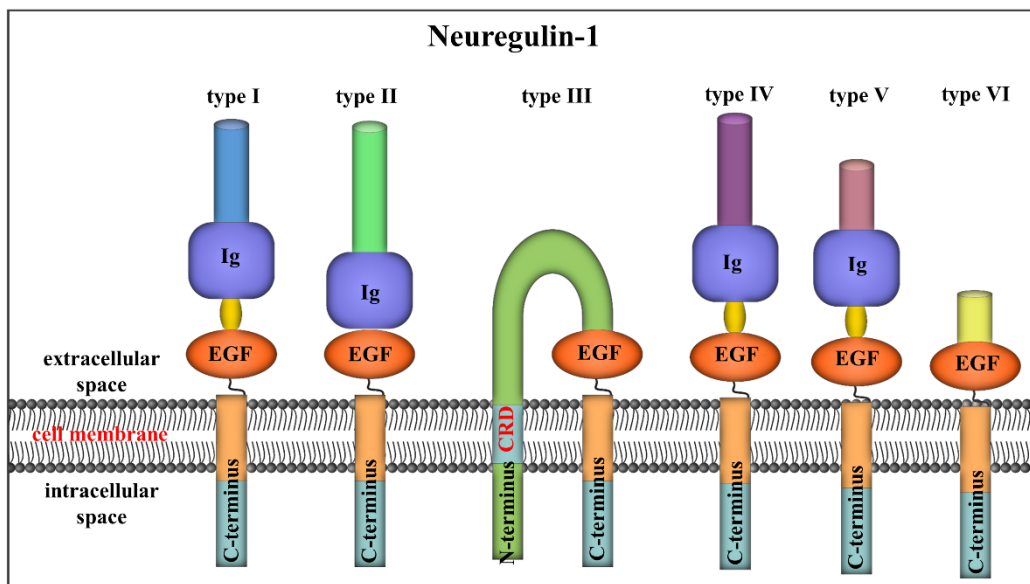 Neuregulin-1
type I
type II
type III
type IV
type V
type VI
Ig
Ig
Ig
Ig
EGF
EGF
EGF
EGF
EGF
EGF
extracellular
space
cell membrane
CRD
intracellular
space
C-terminus
C-terminus
N-terminus
C-terminus
C-terminus
C-terminus
C-terminus